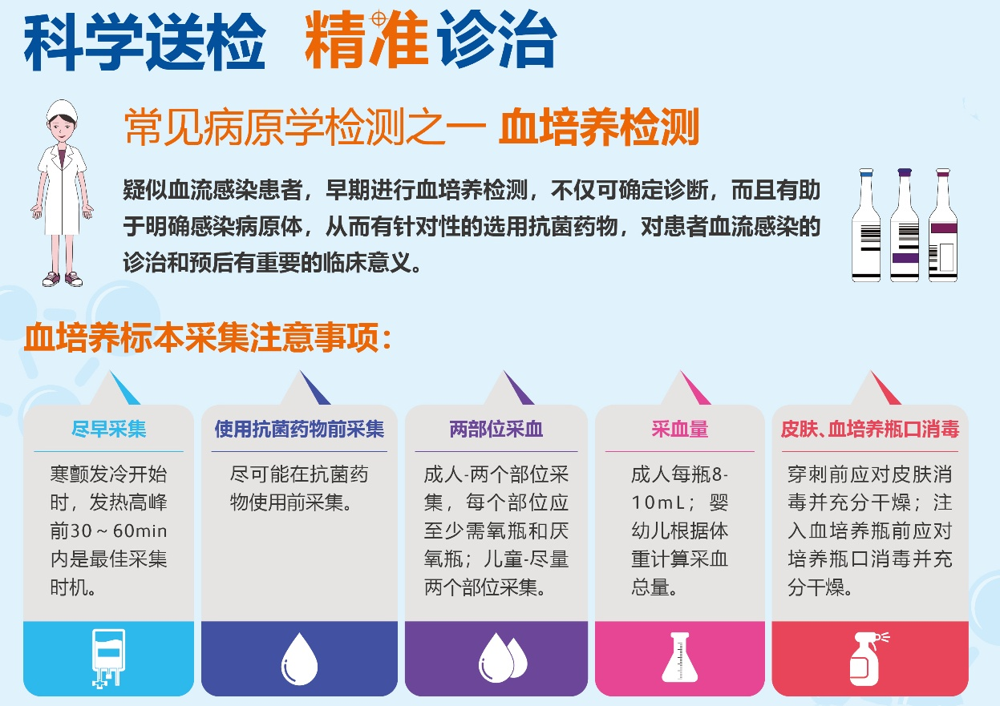 科学送检 精准诊治
常见病原学检测之一 血培养检测
疑似血流感染患者，早期进行血培养检测，不仅可确定诊断，而且有助
于明确感染病原体，从而有针对性的选用抗菌药物，对患者血流感染的
诊治和预后有重要的临床意义。
血培养标本采集注意事项：
尽早采集
寒颤发冷开始
时，发热高峰
前30～60min
内是最佳采集
时机。
使用抗菌药物前采集
尽可能在抗菌药
物使用前采集。
两部位采血
成人-两个部位采
集，每个部位应
至少需氧瓶和厌
氧瓶；儿童-尽量
两个部位采集。
采血量
成人每瓶8-
10mL；婴
幼儿根据体
重计算采血
总量。
皮肤、血培养瓶口消毒
穿刺前应对皮肤消
毒并充分干燥；注
入血培养瓶前应对
培养瓶口消毒并充
分干燥。